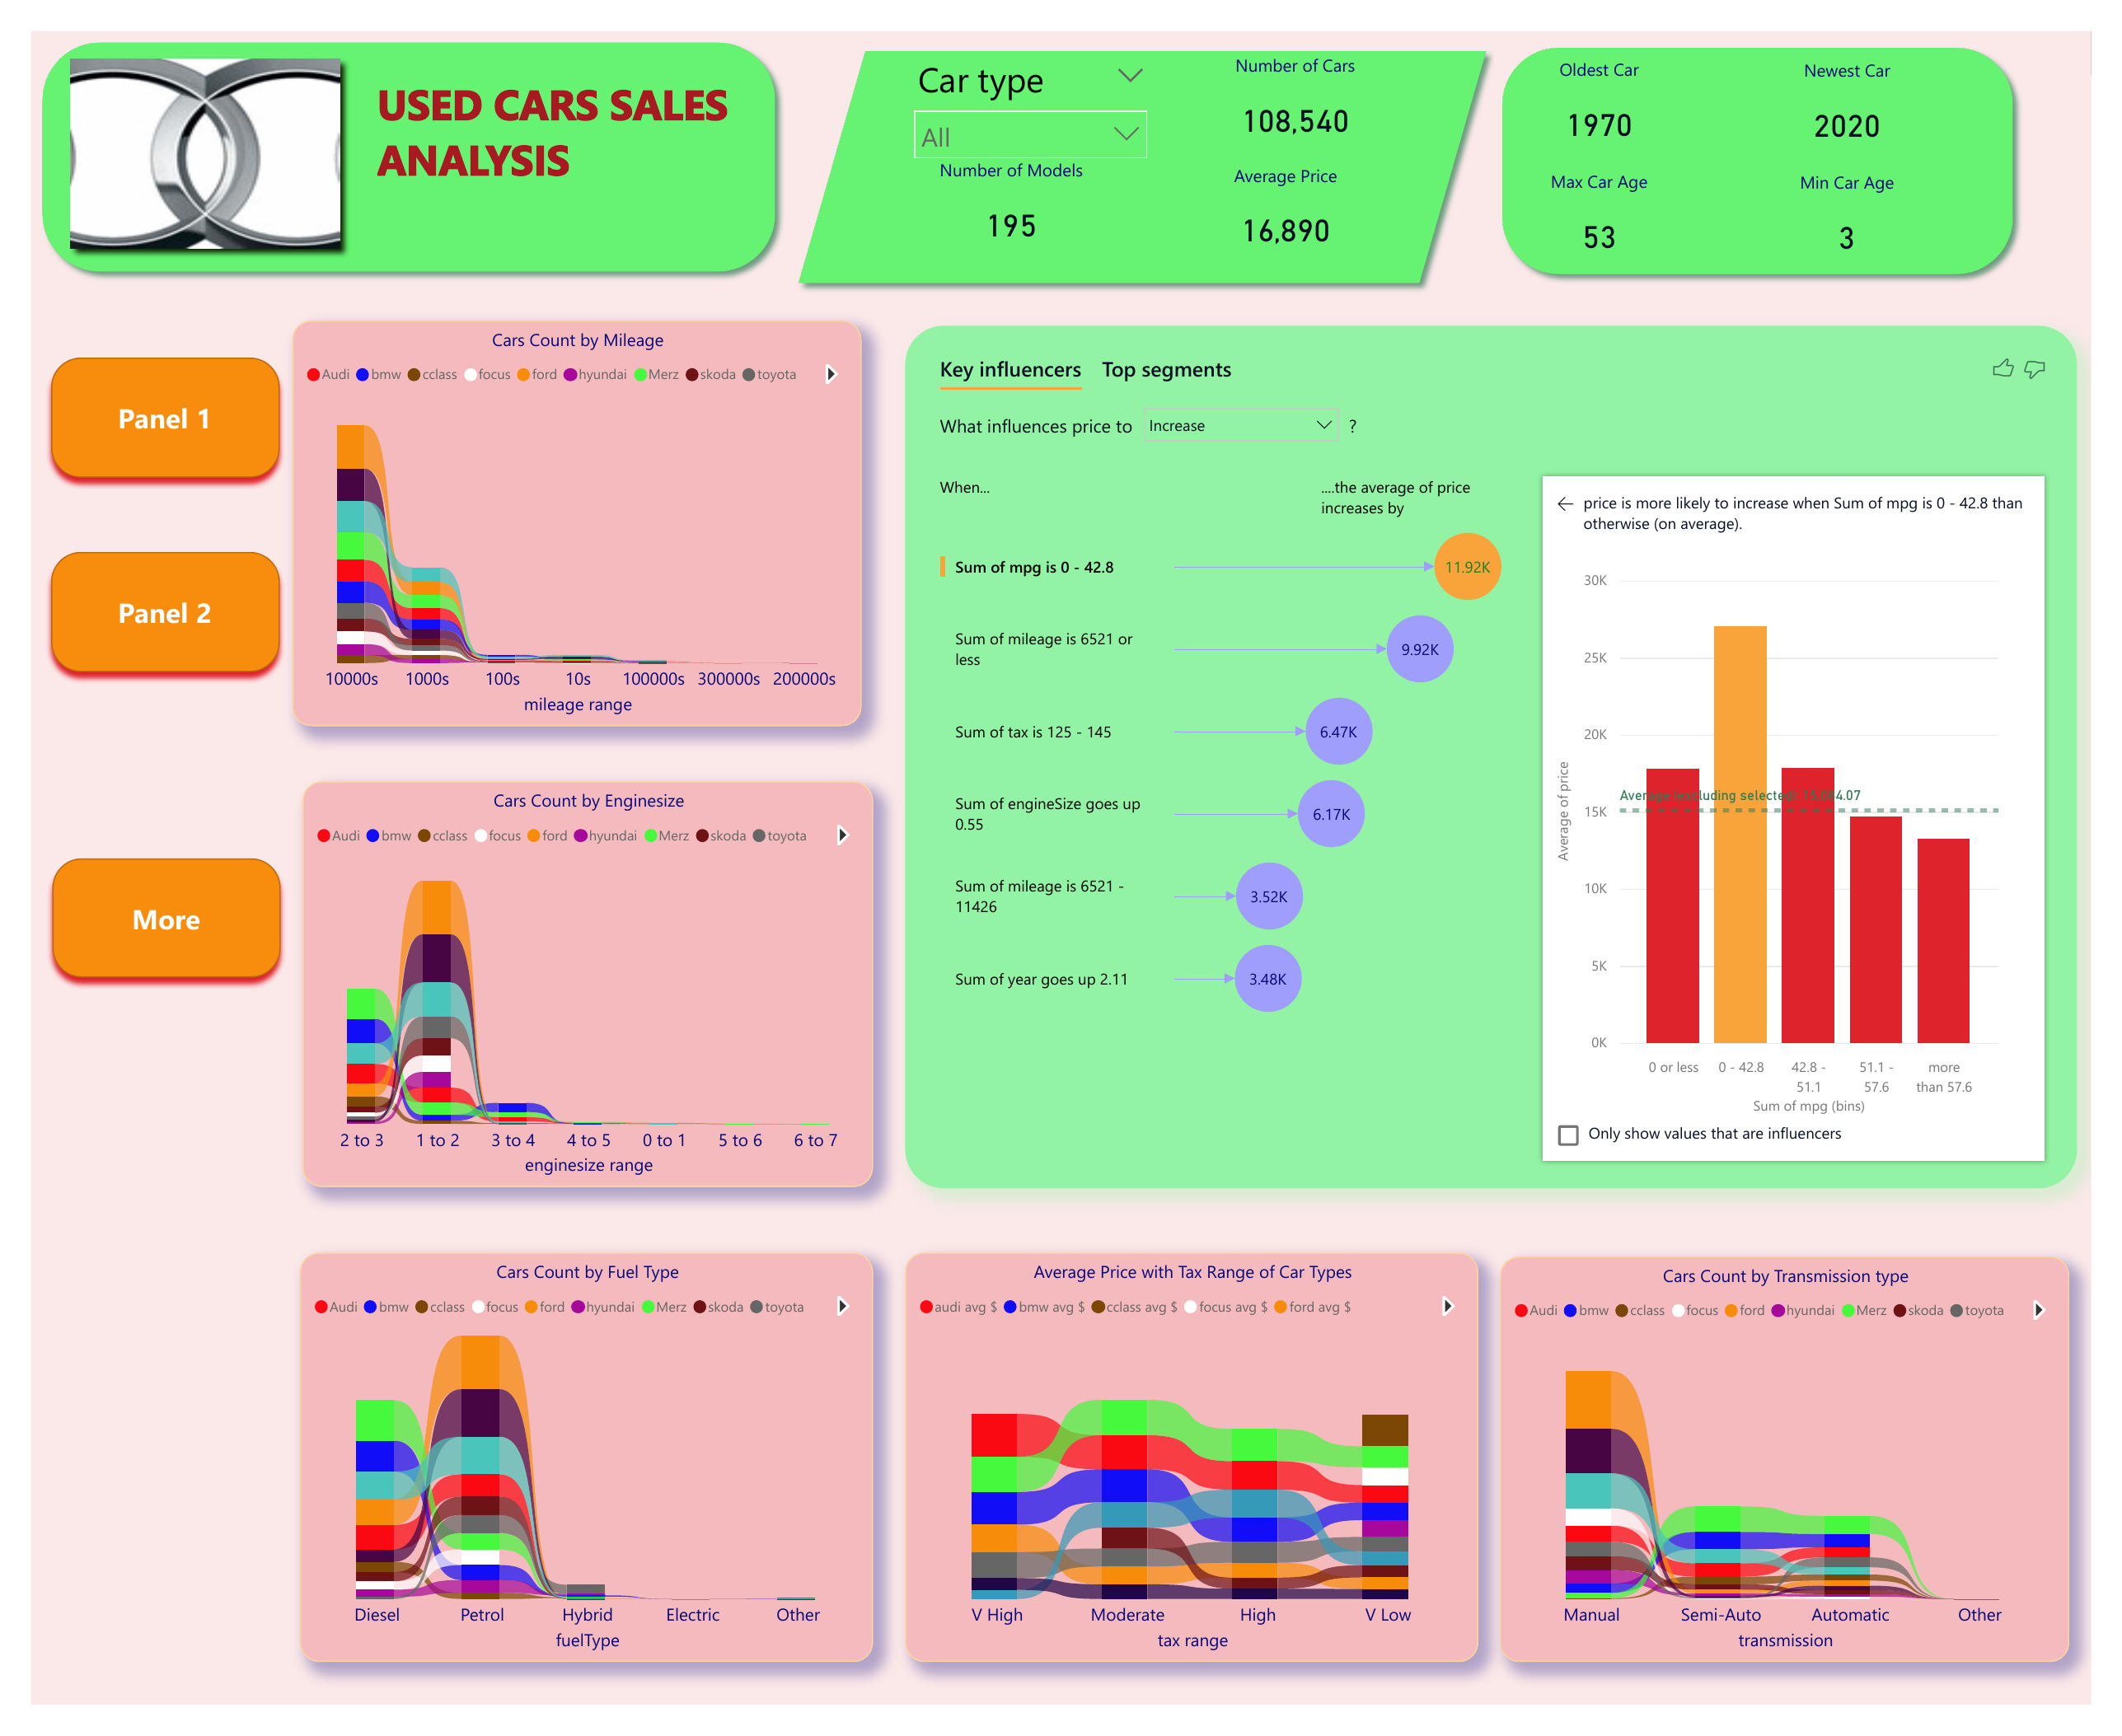 USED CARS SALES
ANALYSIS
Car type
All
Number of Models
195
Number of Cars
108,540
Average Price
16,890
Oldest Car
1970
Newest Car
2020
Max Car Age
53
Min Car Age
3
Panel 1
Panel 2
More
Cars Count by Mileage
Audi bmw cclass focus ford hyundai Merz skoda toyota
10000s 1000s 100s 10s 100000s 300000s 200000s
mileage range
Cars Count by Enginesize
Audi bmw cclass focus ford hyundai Merz skoda toyota
2 to 3 1 to 2 3 to 4 4 to 5 0 to 1 5 to 6 6 to 7
enginesize range
Key influencers Top segments
What influences price to Increase ?
When...
....the average of price
increases by
Sum of mpg is 0 - 42.8
11.92K
Sum of mileage is 6521 or
less
9.92K
Sum of tax is 125 - 145
6.47K
Sum of engineSize goes up
0.55
6.17K
Sum of mileage is 6521 -
11426
3.52K
Sum of year goes up 2.11
3.48K
price is more likely to increase when Sum of mpg is 0 - 42.8 than
otherwise (on average).
30K
25K
20K
15K
10K
5K
0K
Average of price
Average (excluding selected)
0 or less 0 - 42.8 42.8 - 51.1 - more
51.1 57.6 than 57.6
Sum of mpg (bins)
Only show values that are influencers
Cars Count by Fuel Type
Audi bmw cclass focus ford hyundai Merz skoda toyota
Diesel Petrol Hybrid Electric Other
fuelType
Average Price with Tax Range of Car Types
audi avg $ bmw avg $ cclass avg $ focus avg $ ford avg $
V High Moderate High V Low
tax range
Cars Count by Transmission type
Audi bmw cclass focus ford hyundai Merz skoda toyota
Manual Semi-Auto Automatic Other
transmission